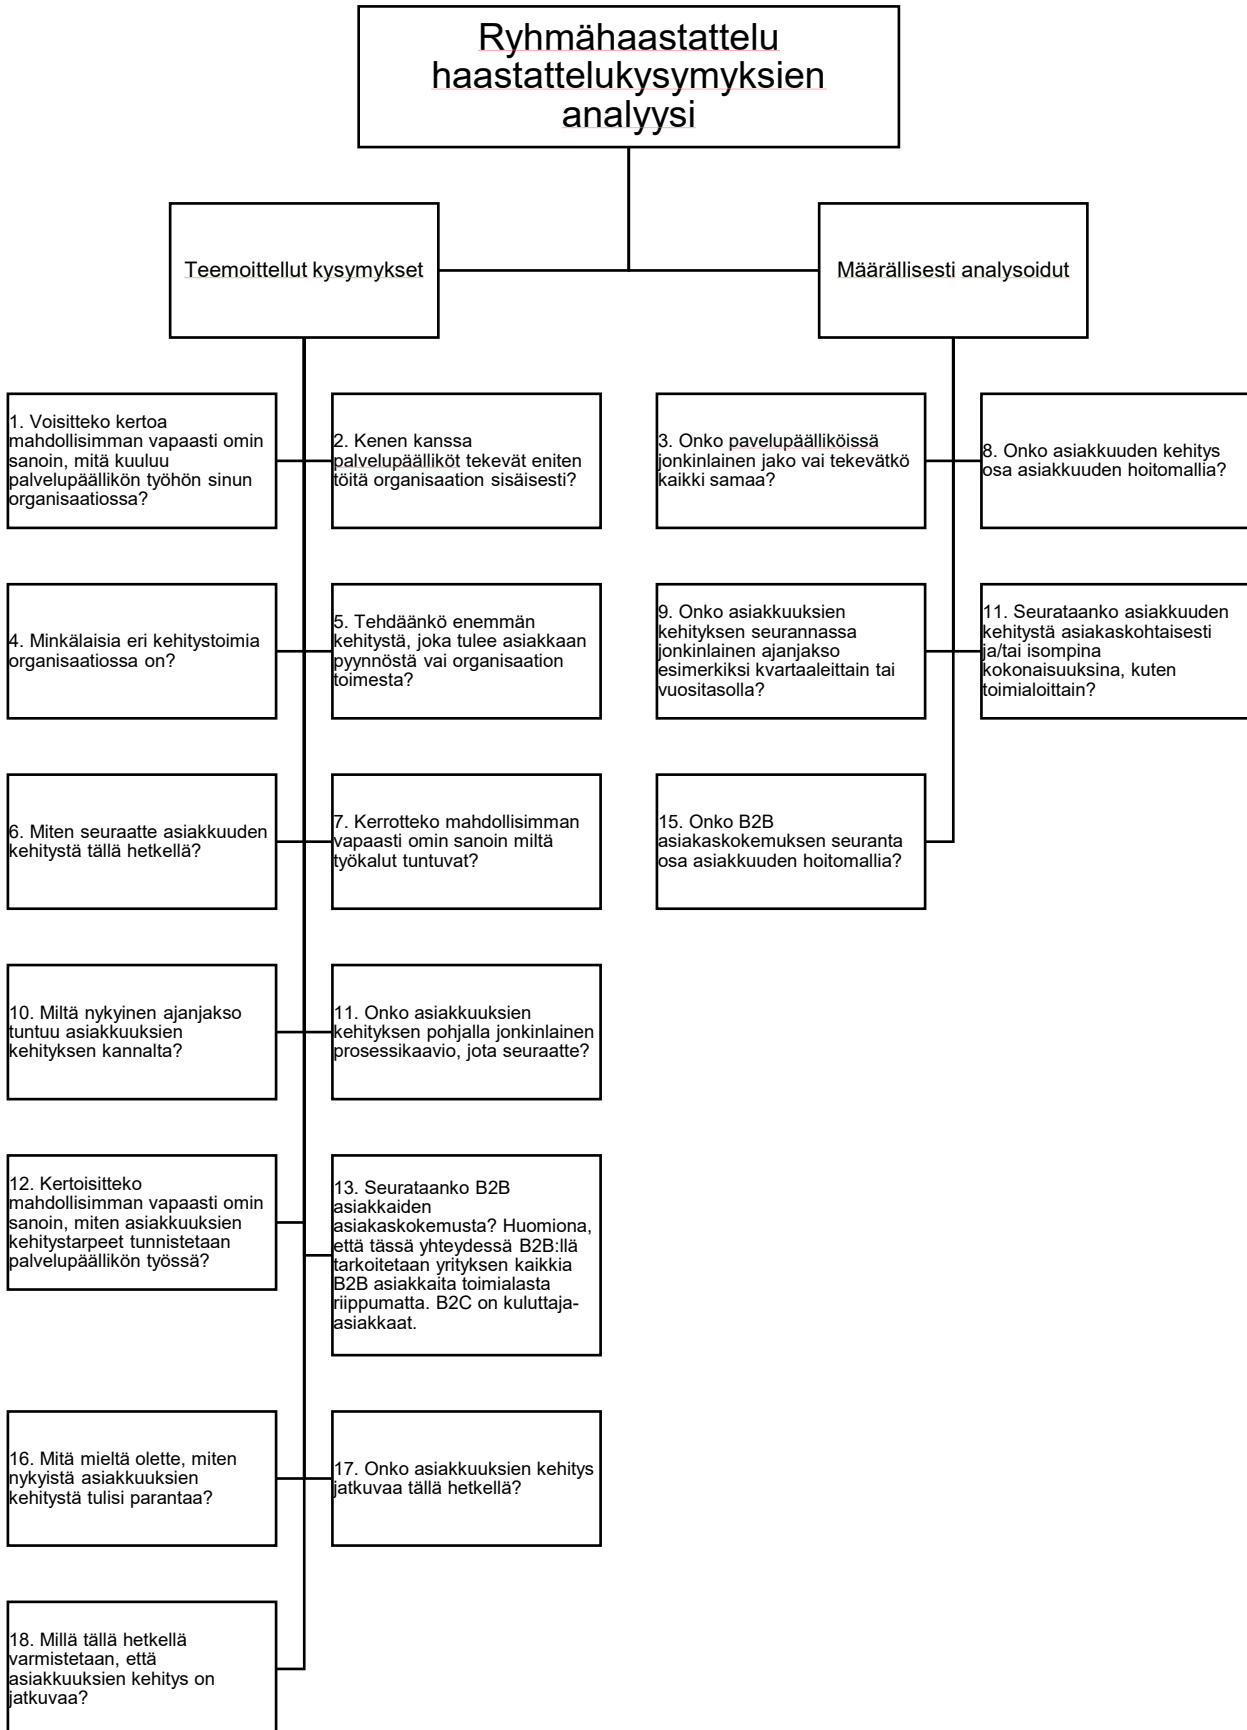 Ryhmähaastattelu
haastattelukysymyksien
analyysi
Teemoittellut kysymykset
Määrällisesti analysoidut
1. Voisitteko kertoa
mahdollisimman vapaasti omin
sanoin, mitä kuuluu
palvelupäällikön työhön sinun
organisaatiossa?
2. Kenen kanssa
palvelupäälliköt tekevät eniten
töitä organisaation sisäisesti?
3. Onko pavelupäälliköissä
jonkinlainen jako vai tekevätkö
kaikki samaa?
8. Onko asiakkuuden kehitys
osa asiakkuuden hoitomallia?
4. Minkälaisia eri kehitystoimia
organisaatiossa on?
5. Tehdäänkö enemmän
kehitystä, joka tulee asiakkaan
pyynnöstä vai organisaation
toimesta?
9. Onko asiakkuuksien
kehityksen seurannassa
jonkinlainen ajanjakso
esimerkiksi kvartaaleittain tai
vuositasolla?
11. Seurataanko asiakkuuden
kehitystä asiakaskohtaisesti
ja/tai isompina
kokonaisuuksina, kuten
toimialoittain?
6. Miten seuraatte asiakkuuden
kehitystä tällä hetkellä?
7. Kerrotteko mahdollisimman
vapaasti omin sanoin miltä
työkalut tuntuvat?
15. Onko B2B
asiakaskokemuksen seuranta
osa asiakkuuden hoitomallia?
10. Miltä nykyinen ajanjakso
tuntuu asiakkuuksien
kehityksen kannalta?
11. Onko asiakkuuksien
kehityksen pohjalla jonkinlainen
prosessikaavio, jota seuraatte?
12. Kertoisitteko
mahdollisimman vapaasti omin
sanoin, miten asiakkuuksien
kehitystarpeet tunnistetaan
palvelupäällikön työssä?
13. Seurataanko B2B
asiakkaiden
asiakaskokemusta? Huomiona,
että tässä yhteydessä B2B:llä
tarkoitetaan yrityksen kaikkia
B2B asiakkaita toimialasta
riippumatta. B2C on kuluttaja-
asiakkaat.
16. Mitä mieltä olette, miten
nykyistä asiakkuuksien
kehitystä tulisi parantaa?
17. Onko asiakkuuksien kehitys
jatkuvaa tällä hetkellä?
18. Millä tällä hetkellä
varmistetaan, että
asiakkuuksien kehitys on
jatkuvaa?